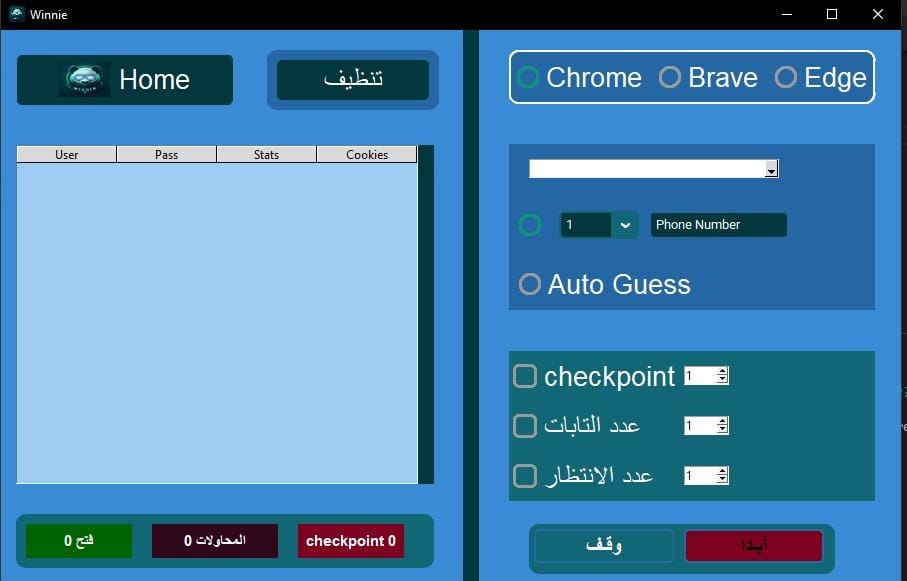 Winnie
Home
تنظيف
Chrome Brave Edge
User Pass Stats Cookies
1 Phone Number
Auto Guess
checkpoint 1
عدد التابات 1
عدد الانتظار 1
فتح 0
المحاولات 0
checkpoint 0
وقف
أبدا